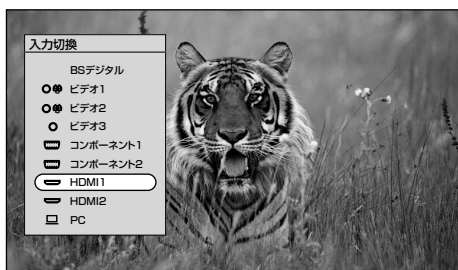 入力切換
BSデジタル
ビデオ1
ビデオ2
ビデオ3
コンポーネント1
コンポーネント2
HDMI1
HDMI2
PC